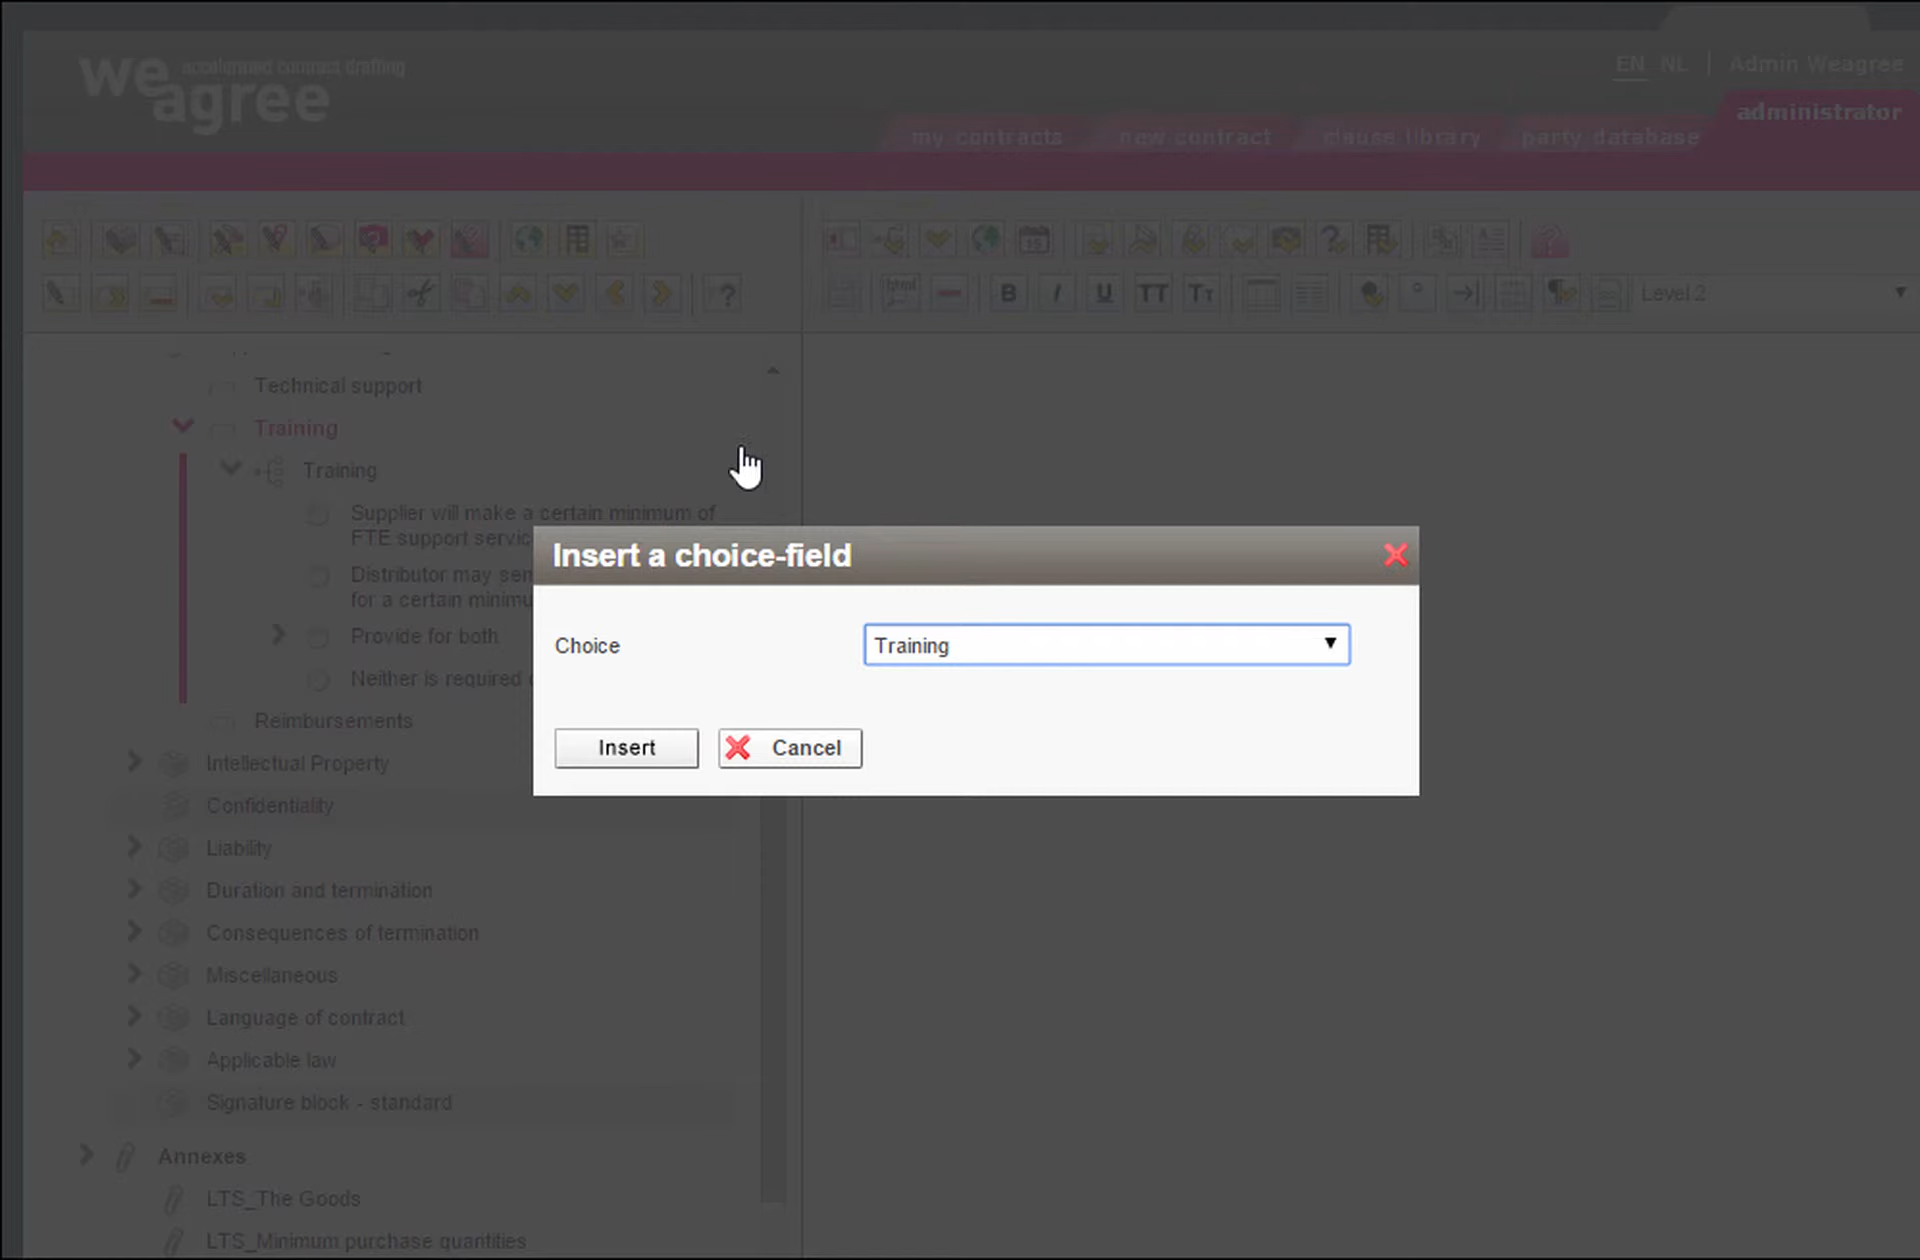 we agree
accelerated contract drafting
EN NL | Admin Weagree
my contracts
new contract
clause library
party database
administrator
html
B I U TT Tт
Level 2
Technical support
Training
Training
Supplier will make a certain minimum of
FTE support servic
Distributor may sen
for a certain minimu
Provide for both
Neither is required
Reimbursements
Intellectual Property
Confidentiality
Liability
Duration and termination
Consequences of termination
Miscellaneous
Language of contract
Applicable law
Signature block - standard
Annexes
LTS_The Goods
LTS_Minimum purchase quantities
Insert a choice-field
Choice
Training
Insert
Cancel